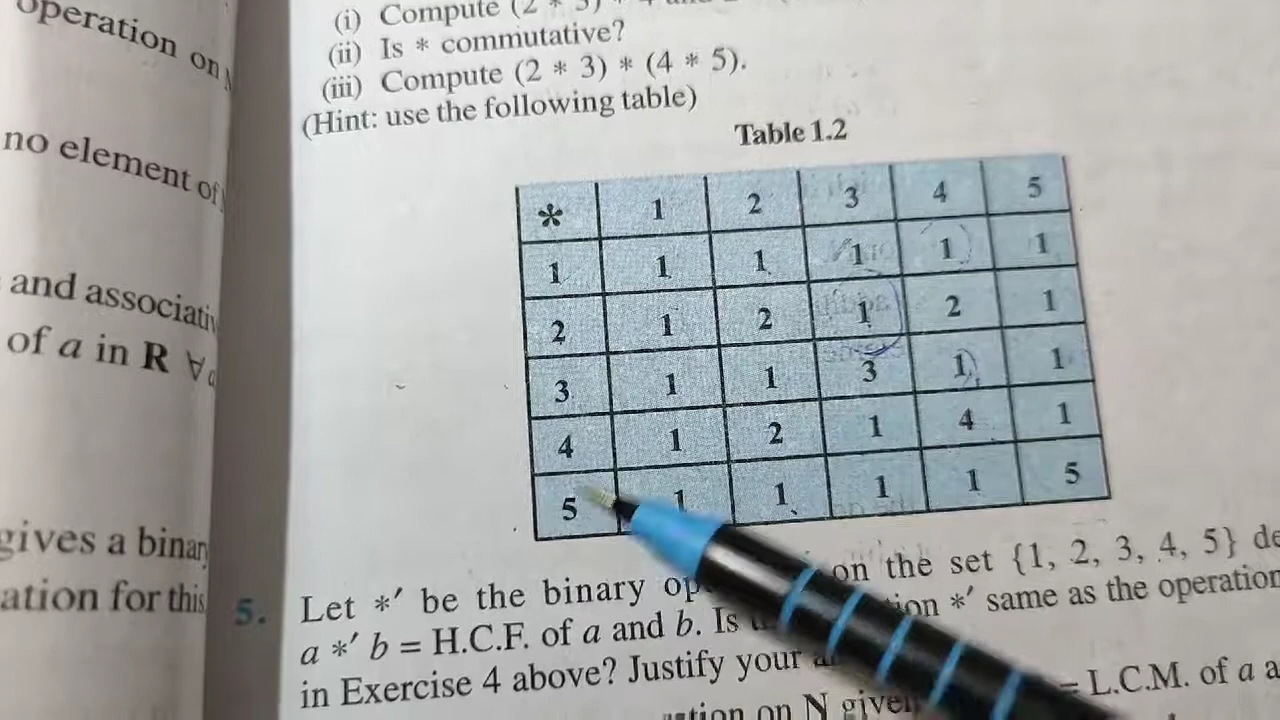 operation on
no element of
and associativ
of a in R ∀
gives a binar
ation for this
(i) Compute (2 * 3) *
(ii) Is * commutative?
(iii) Compute (2 * 3) * (4 * 5).
(Hint: use the following table)
Table 1.2
* 1 2 3 4 5
1 1 1 1 1 1
2 1 2 1 2 1
3 1 1 3 1 1
4 1 2 1 4 1
5 1 1 1 1 5
5. Let *′ be the binary op on the set {1, 2, 3, 4, 5} de
a *′ b = H.C.F. of a and b. Is ion *′ same as the operation
in Exercise 4 above? Justify your
on N given = L.C.M. of a a